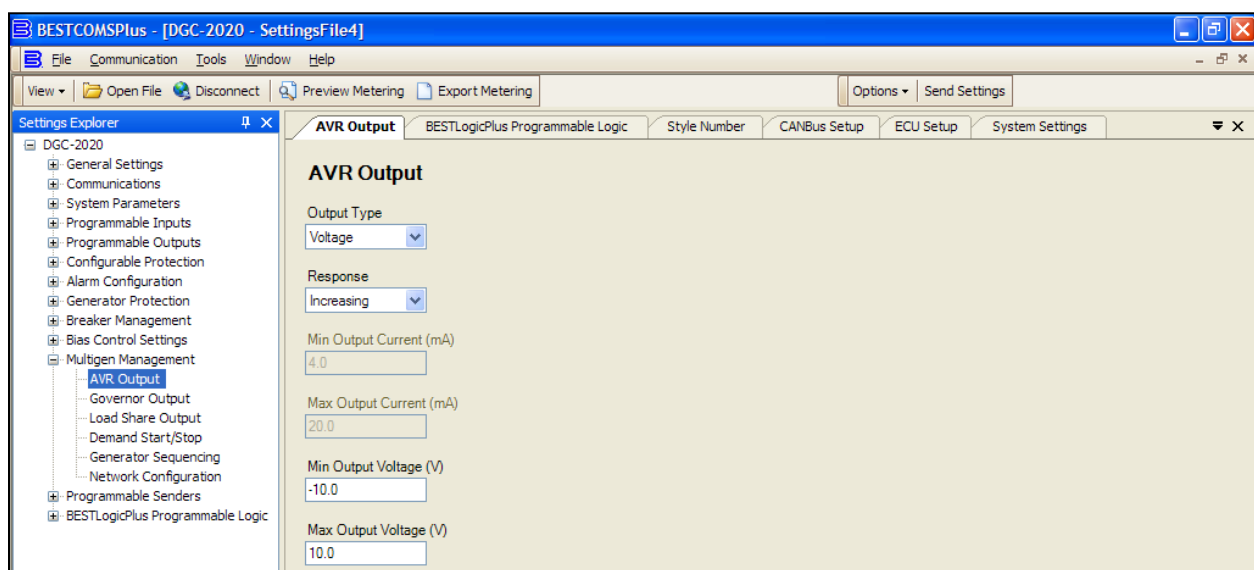 BESTCOMSPlus - [DGC-2020 - SettingsFile4]
File Communication Tools Window Help
View Open File Disconnect Preview Metering Export Metering Options Send Settings
Settings Explorer
DGC-2020
General Settings
Communications
System Parameters
Programmable Inputs
Programmable Outputs
Configurable Protection
Alarm Configuration
Generator Protection
Breaker Management
Bias Control Settings
Multigen Management
AVR Output
Governor Output
Load Share Output
Demand Start/Stop
Generator Sequencing
Network Configuration
Programmable Senders
BESTLogicPlus Programmable Logic
AVR Output BESTLogicPlus Programmable Logic Style Number CANBus Setup ECU Setup System Settings
AVR Output
Output Type
Voltage
Response
Increasing
Min Output Current (mA)
4.0
Max Output Current (mA)
20.0
Min Output Voltage (V)
-10.0
Max Output Voltage (V)
10.0